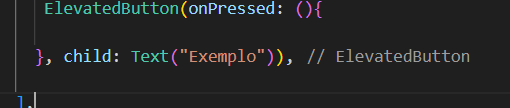 ElevatedButton(onPressed: (){
}, child: Text("Exemplo")), // ElevatedButton
],